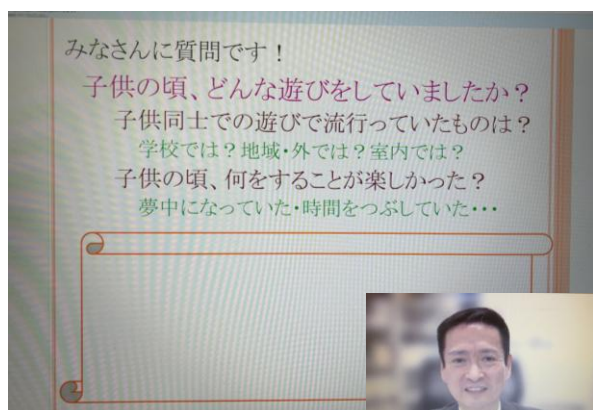 みなさんに質問です！
子供の頃、どんな遊びをしていましたか？
子供同士での遊びで流行っていたものは？
学校では？地域・外では？室内では？
子供の頃、何をすることが楽しかった？
夢中になっていた・時間をつぶしていた・・・